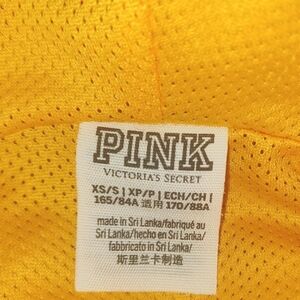 PINK
VICTORIA'S SECRET
XS/S | XP/P | ECH/CH |
165/84A 适用 170/88A
made in Sri Lanka/fabriqué au
Sri Lanka/hecho en Sri Lanka/
fabbricato in Sri Lanka/
斯里兰卡制造